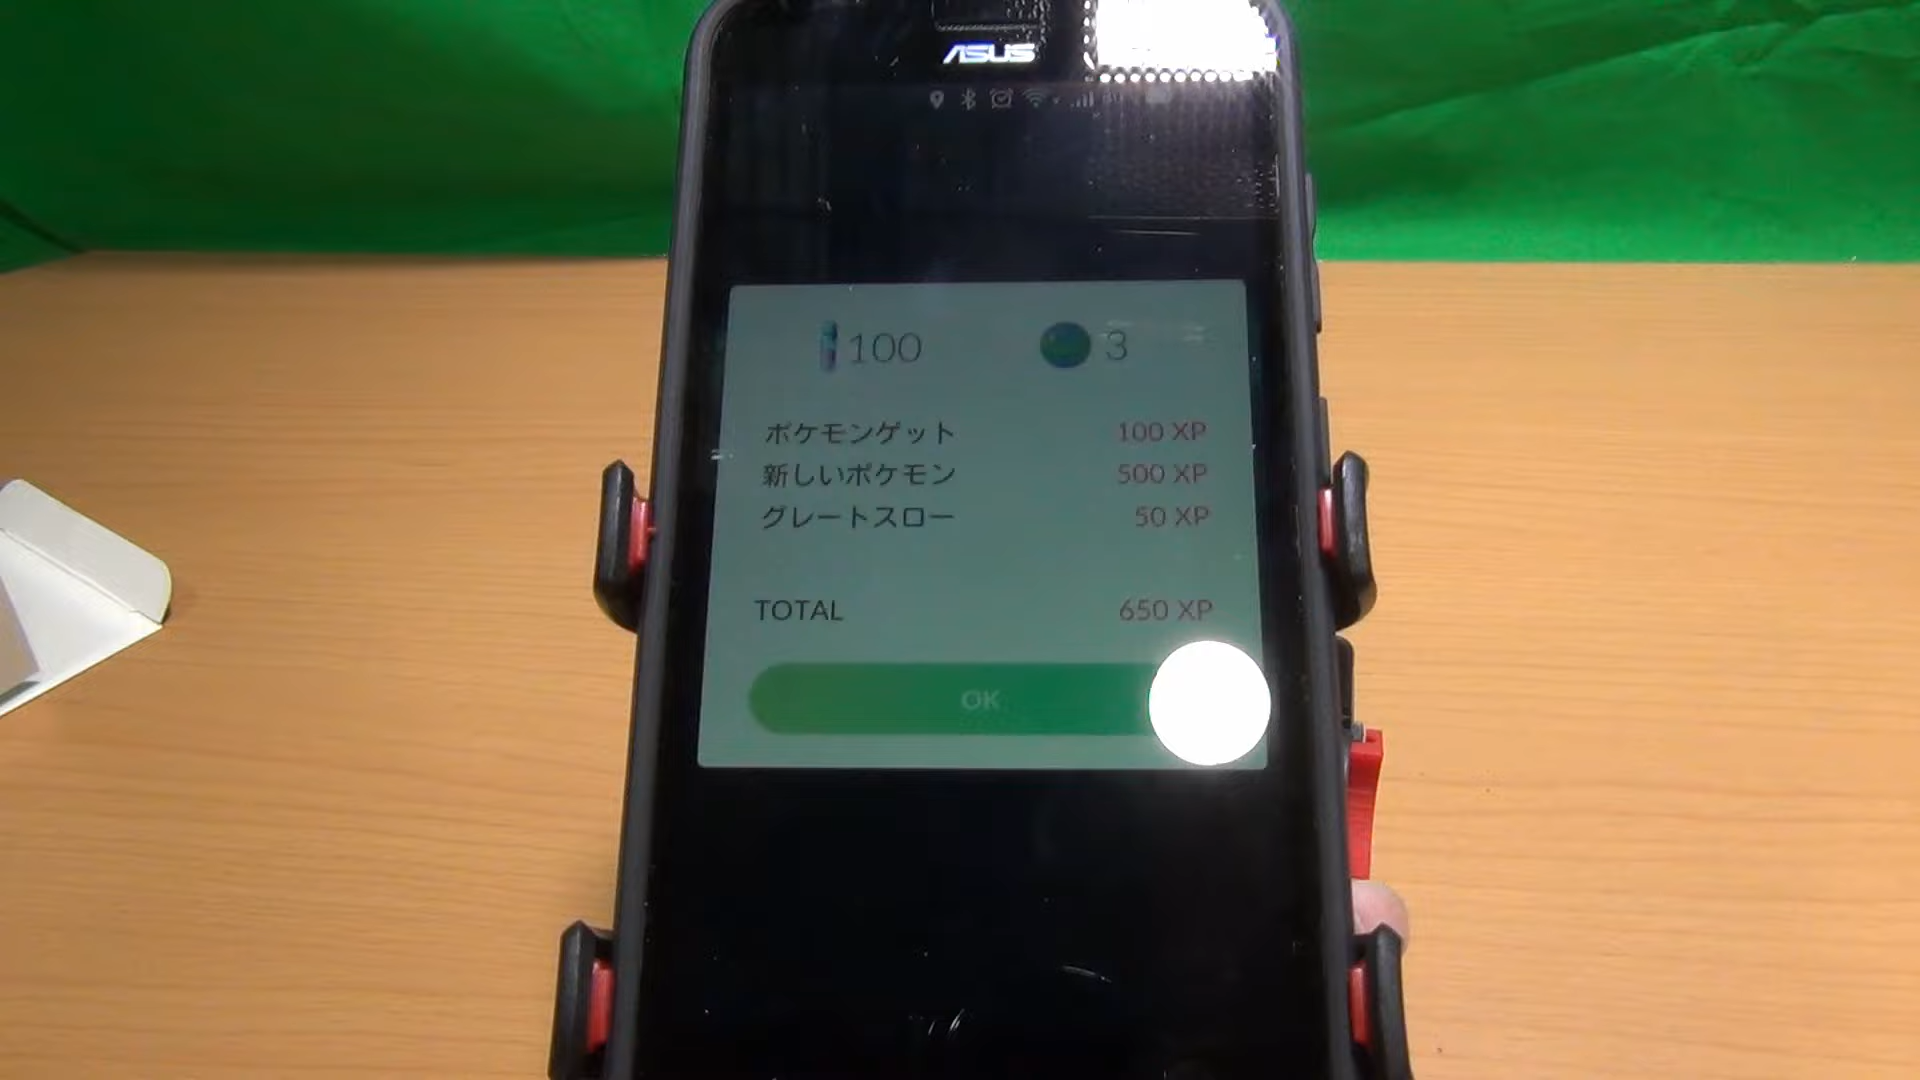 ASUS
100 3
ポケモンゲット 100 XP
新しいポケモン 500 XP
グレートスロー 50 XP
TOTAL 650 XP
OK